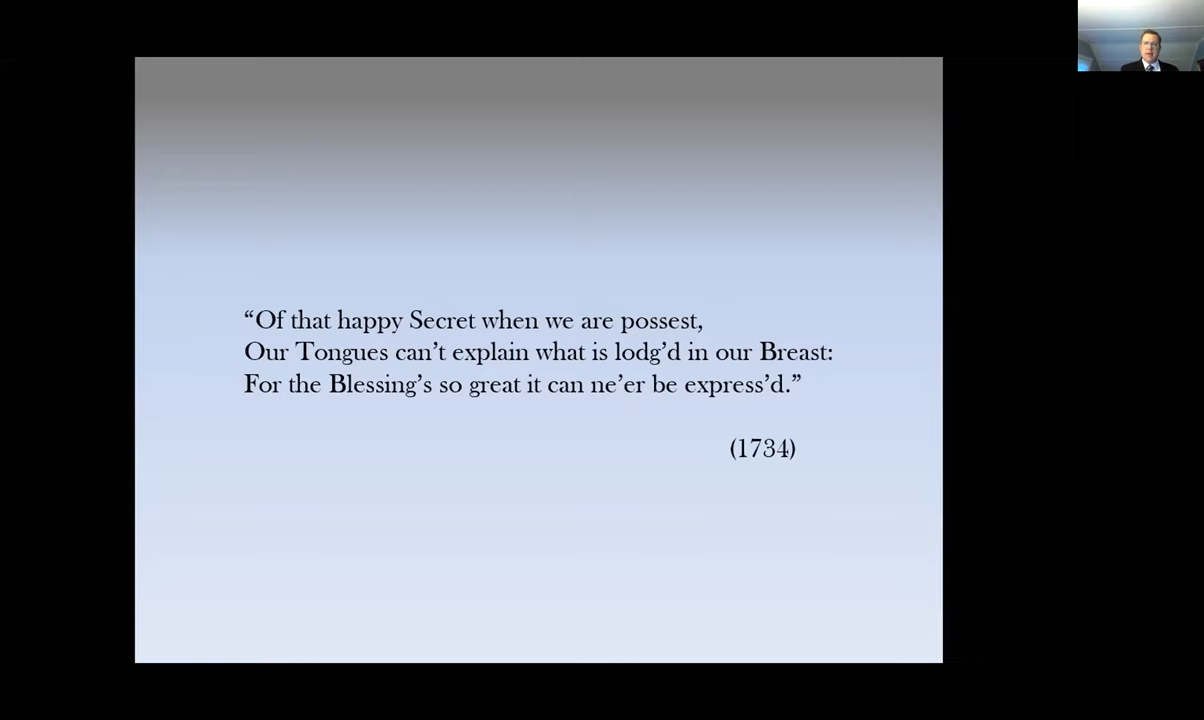 “Of that happy Secret when we are possest,
Our Tongues can’t explain what is lodg’d in our Breast:
For the Blessing’s so great it can ne’er be express’d.”
(1734)